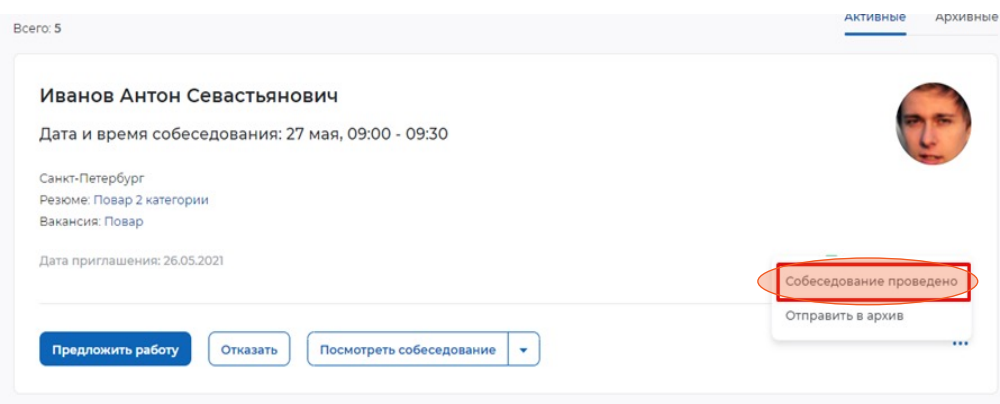 Активные Архивные
Всего: 5
Иванов Антон Севастьянович
Дата и время собеседования: 27 мая, 09:00 - 09:30
Санкт-Петербург
Резюме: Повар 2 категории
Вакансия: Повар
Дата приглашения: 26.05.2021
Собеседование проведено
Отправить в архив
Предложить работу Отказать Посмотреть собеседование